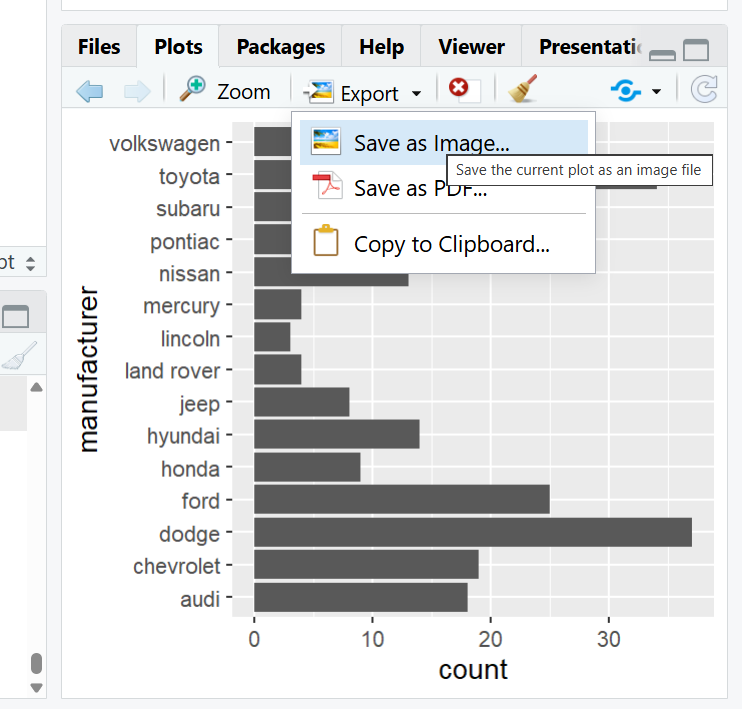 Files Plots Packages Help Viewer
Zoom Export
Save as Image...
Save the current plot as an image file
Save as PDF...
Copy to Clipboard...
pt
manufacturer
volkswagen
toyota
subaru
pontiac
nissan
mercury
lincoln
land rover
jeep
hyundai
honda
ford
dodge
chevrolet
audi
0 10 20 30
count